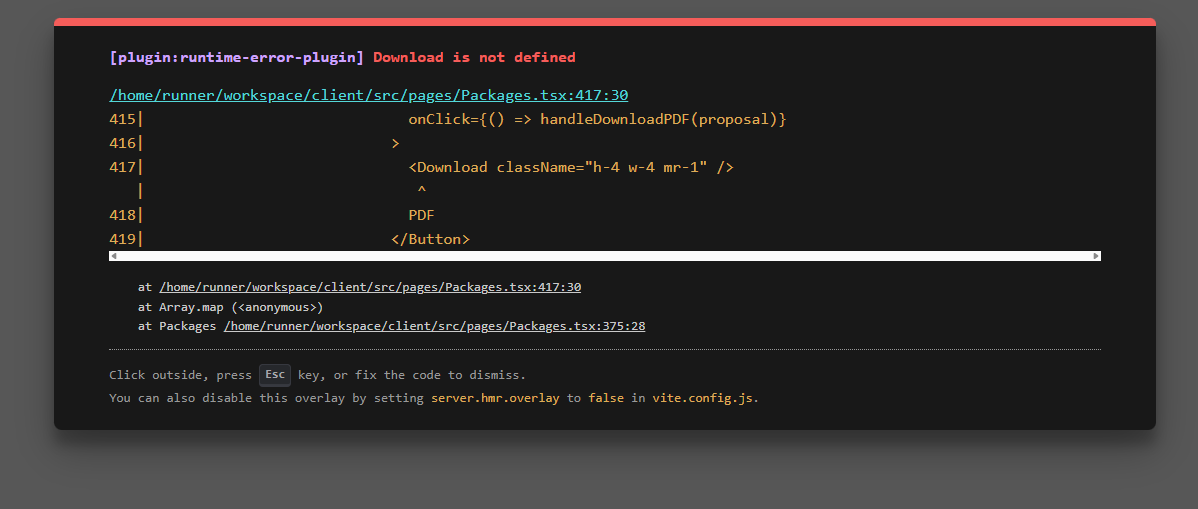 [plugin:runtime-error-plugin] Download is not defined
/home/runner/workspace/client/src/pages/Packages.tsx:417:30
415|                              onClick={() => handleDownloadPDF(proposal)}
416|                            >
417|                              <Download className="h-4 w-4 mr-1" />
   |                               ^
418|                              PDF
419|                            </Button>
at /home/runner/workspace/client/src/pages/Packages.tsx:417:30
at Array.map (<anonymous>)
at Packages /home/runner/workspace/client/src/pages/Packages.tsx:375:28
Click outside, press Esc key, or fix the code to dismiss.
You can also disable this overlay by setting server.hmr.overlay to false in vite.config.js.